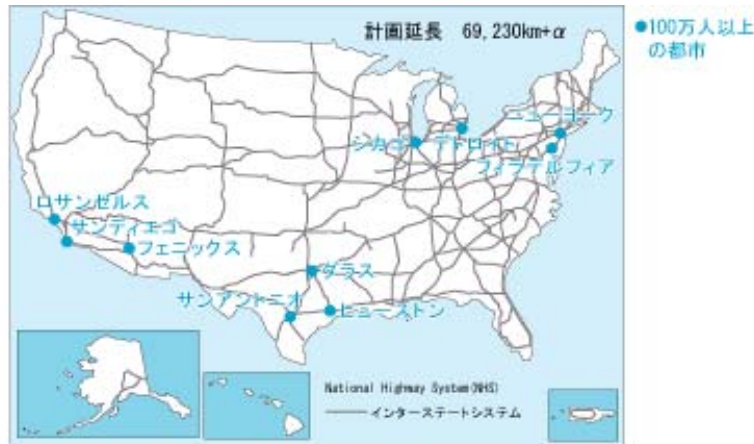 計画延長 69,230km+α
●100万人以上
の都市
ニューヨーク
シカゴ
デトロイト
フィラデルフィア
ロサンゼルス
サンディエゴ
フェニックス
ダラス
サンアントニオ
ヒューストン
National Highway System(NHS)
インターステートシステム